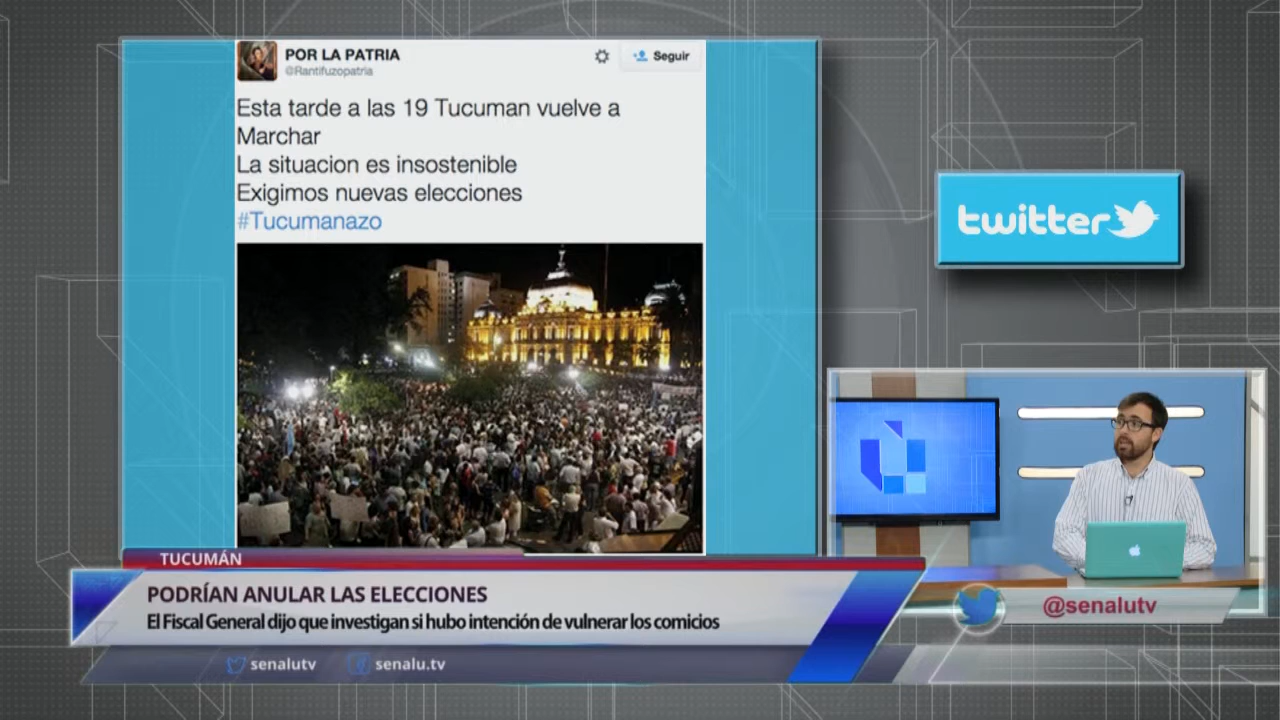 POR LA PATRIA
@Rantifuzopatria
Seguir
Esta tarde a las 19 Tucuman vuelve a
Marchar
La situacion es insostenible
Exigimos nuevas elecciones
#Tucumanazo
twitter
TUCUMÁN
PODRÍAN ANULAR LAS ELECCIONES
El Fiscal General dijo que investigan si hubo intención de vulnerar los comicios
@senalutv
senalutv
senalu.tv